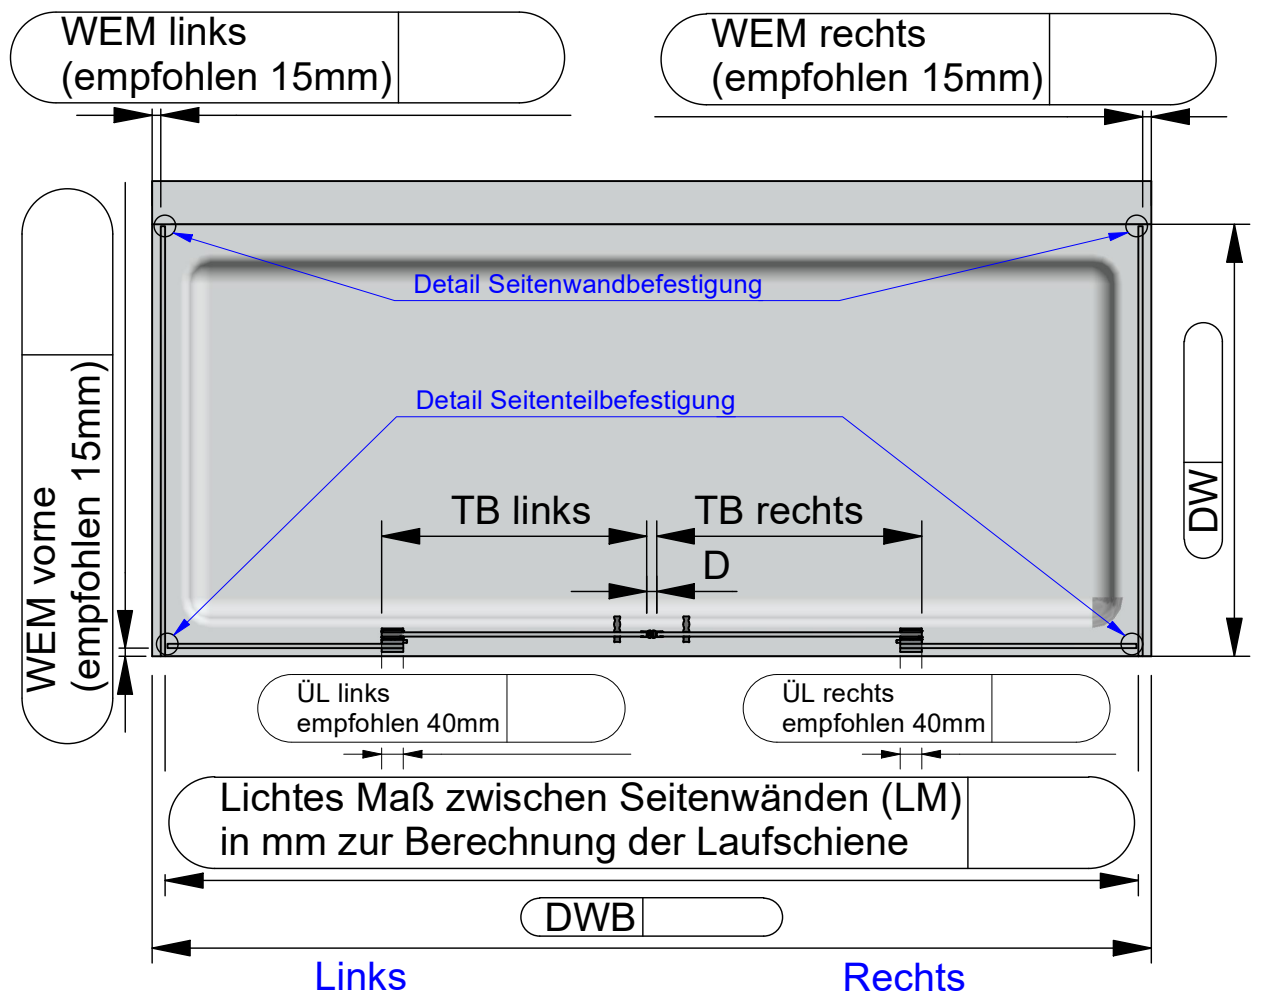 WEM links
(empfohlen 15mm)
WEM rechts
(empfohlen 15mm)
WEM vorne
(empfohlen 15mm)
Detail Seitenwandbefestigung
Detail Seitenteilbefestigung
DW
TB links
TB rechts
D
ÜL links
empfohlen 40mm
ÜL rechts
empfohlen 40mm
Lichtes Maß zwischen Seitenwänden (LM)
in mm zur Berechnung der Laufschiene
DWB
Links
Rechts